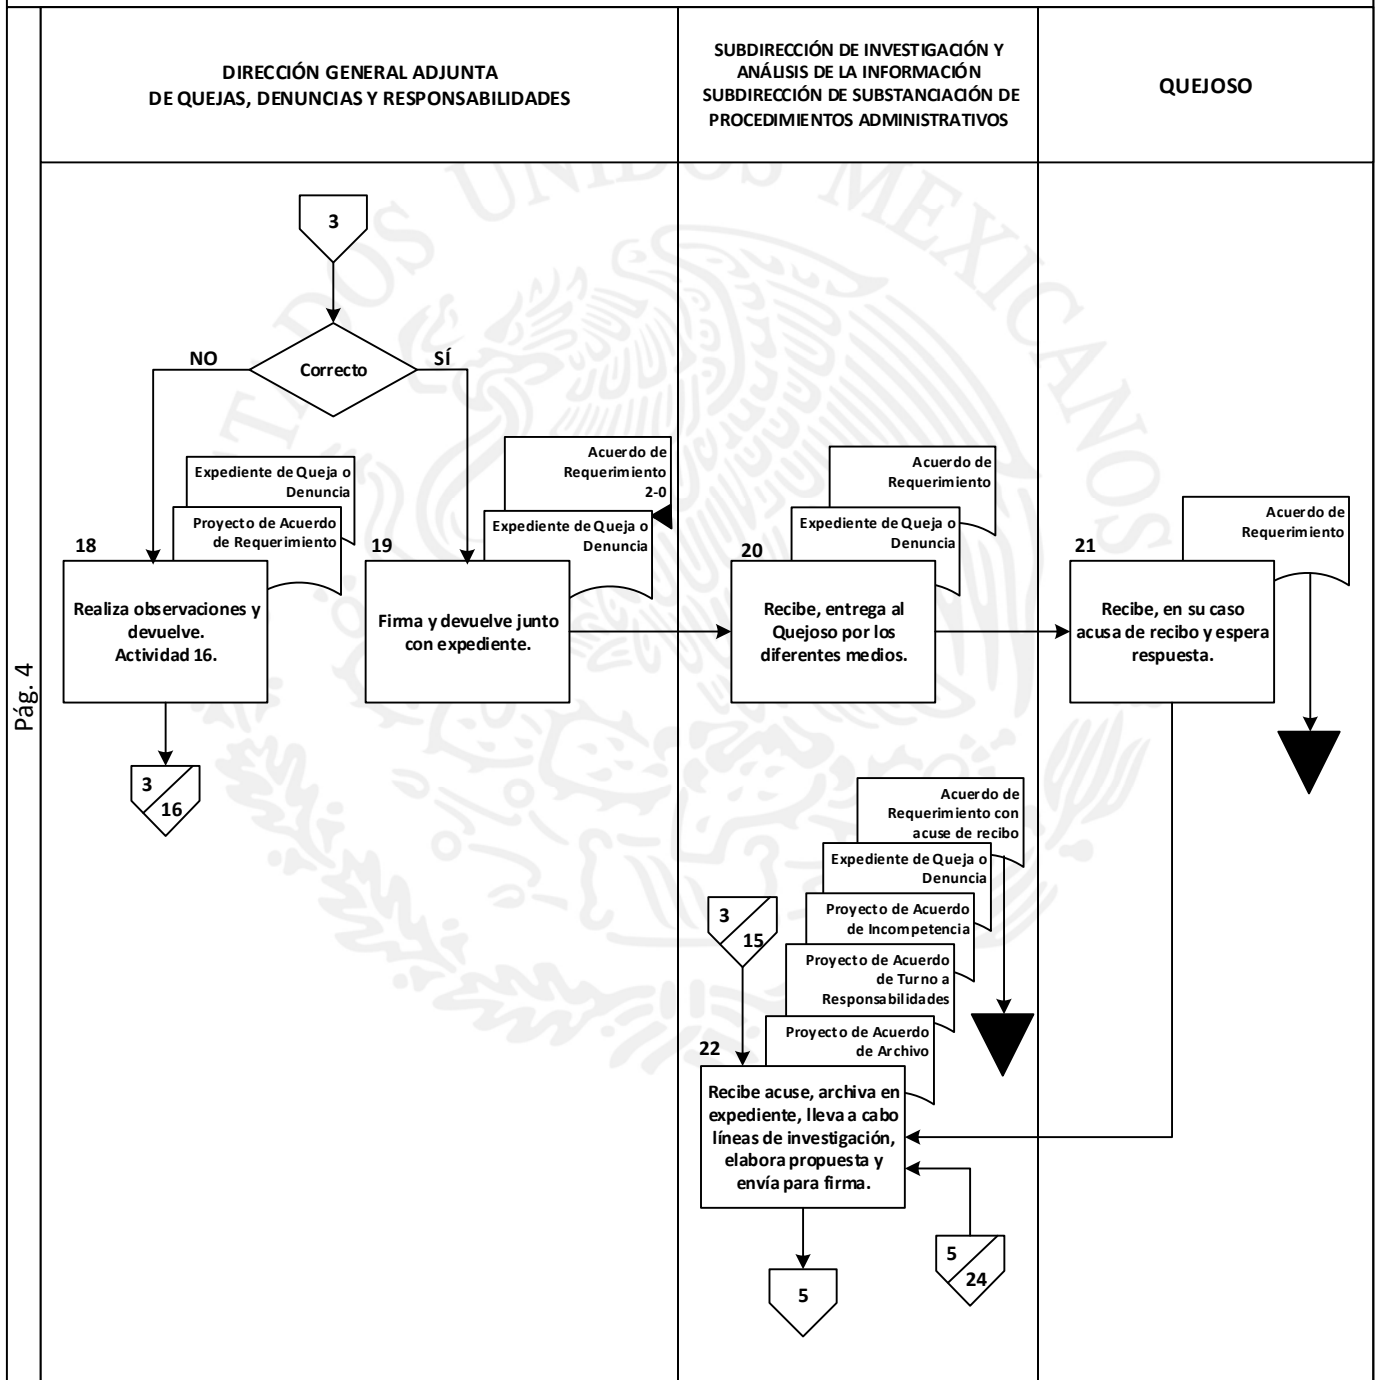 DIRECCIÓN GENERAL ADJUNTA
DE QUEJAS, DENUNCIAS Y RESPONSABILIDADES
SUBDIRECCIÓN DE INVESTIGACIÓN Y
ANÁLISIS DE LA INFORMACIÓN
SUBDIRECCIÓN DE SUBSTANCIACIÓN DE
PROCEDIMIENTOS ADMINISTRATIVOS
QUEJOSO
Pág. 4
3
Correcto
NO
SÍ
Expediente de Queja o
Denuncia
Proyecto de Acuerdo
de Requerimiento
18
Realiza observaciones y
devuelve.
Actividad 16.
3
16
Acuerdo de
Requerimiento
2-0
Expediente de Queja o
Denuncia
19
Firma y devuelve junto
con expediente.
Acuerdo de
Requerimiento
Expediente de Queja o
Denuncia
20
Recibe, entrega al
Quejoso por los
diferentes medios.
Acuerdo de
Requerimiento
21
Recibe, en su caso
acusa de recibo y espera
respuesta.
Acuerdo de
Requerimiento con
acuse de recibo
Expediente de Queja o
Denuncia
Proyecto de Acuerdo
de Incompetencia
Proyecto de Acuerdo
de Turno a
Responsabilidades
Proyecto de Acuerdo
de Archivo
3
15
22
Recibe acuse, archiva en
expediente, lleva a cabo
líneas de investigación,
elabora propuesta y
envía para firma.
5
24
5
ESTADOS UNIDOS MEXICANOS